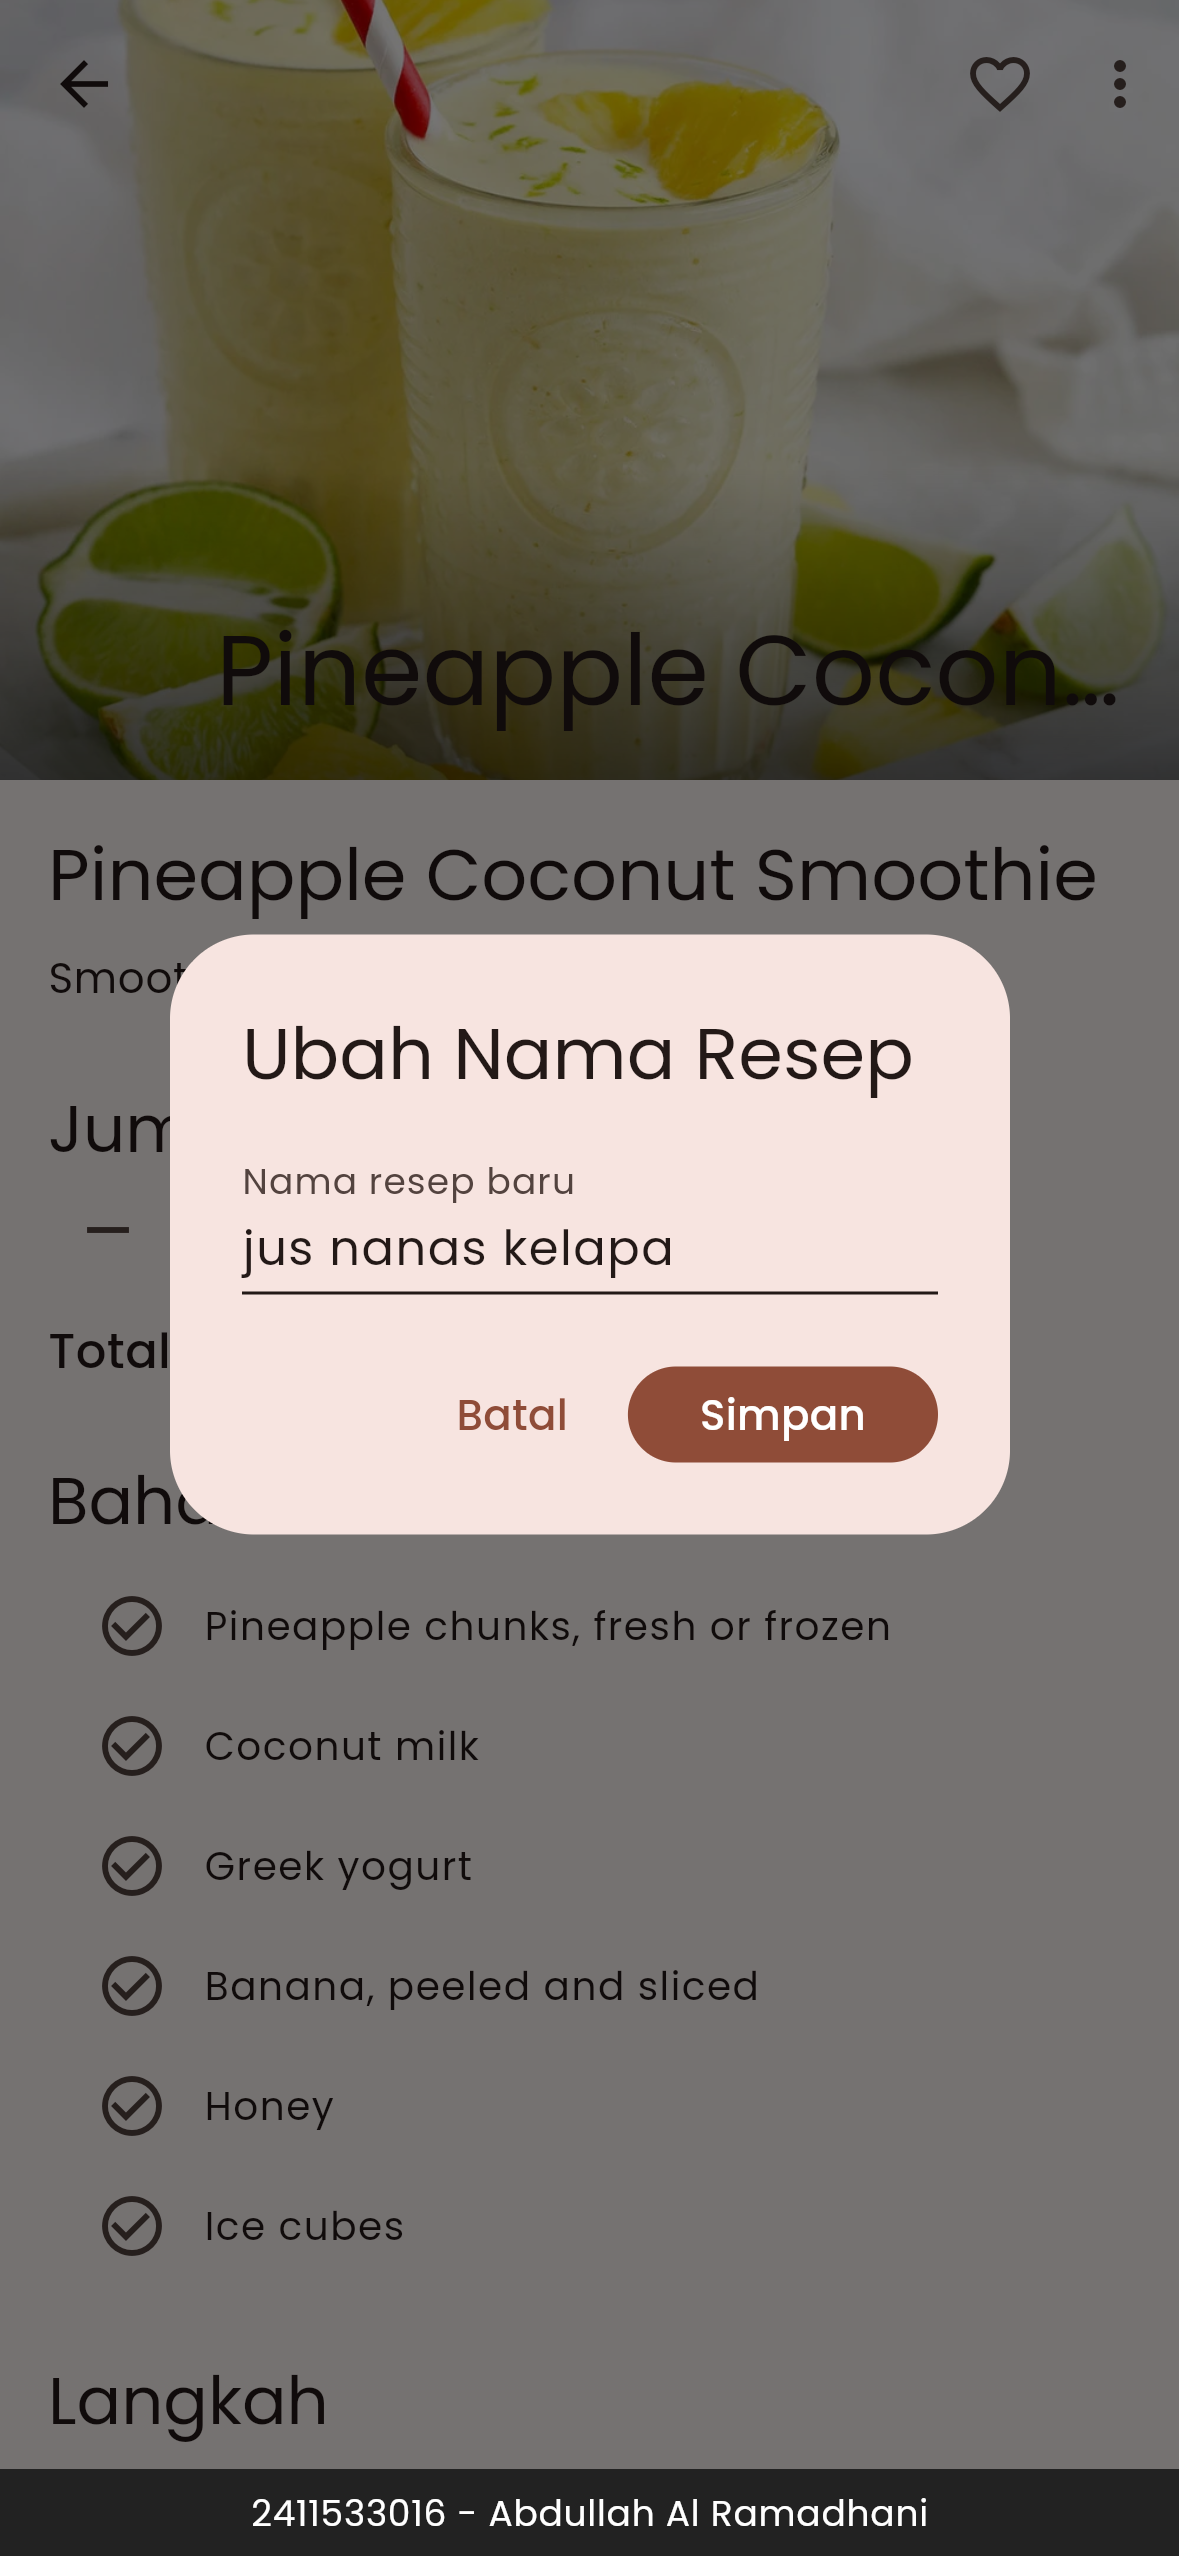 Pineapple Cocon...
Pineapple Coconut Smoothie
Smoot
Ubah Nama Resep
Jum
Nama resep baru
jus nanas kelapa
Total
Batal
Simpan
Baha
Pineapple chunks, fresh or frozen
Coconut milk
Greek yogurt
Banana, peeled and sliced
Honey
Ice cubes
Langkah
2411533016 - Abdullah Al Ramadhani